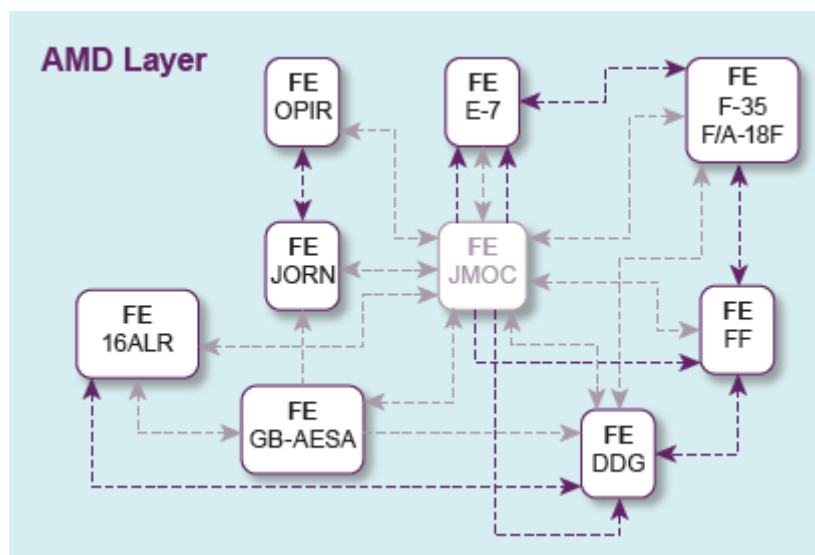 AMD Layer
FE
OPIR
FE
E-7
FE
F-35
F/A-18F
FE
JORN
FE
JMOC
FE
16ALR
FE
FF
FE
GB-AESA
FE
DDG